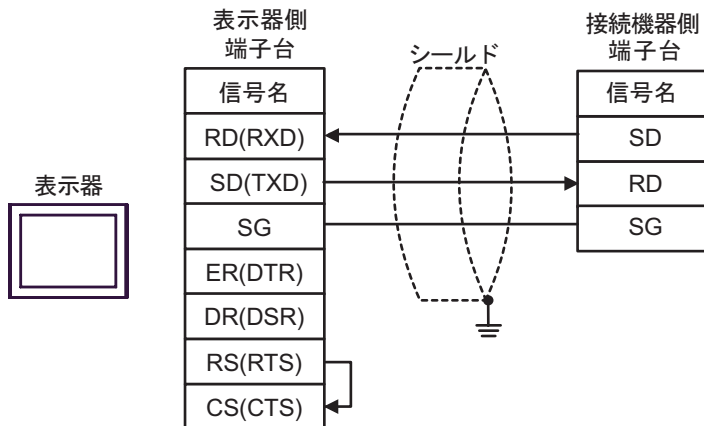 表示器側
端子台
信号名
RD(RXD)
SD(TXD)
SG
ER(DTR)
DR(DSR)
RS(RTS)
CS(CTS)
表示器
シールド
接続機器側
端子台
信号名
SD
RD
SG